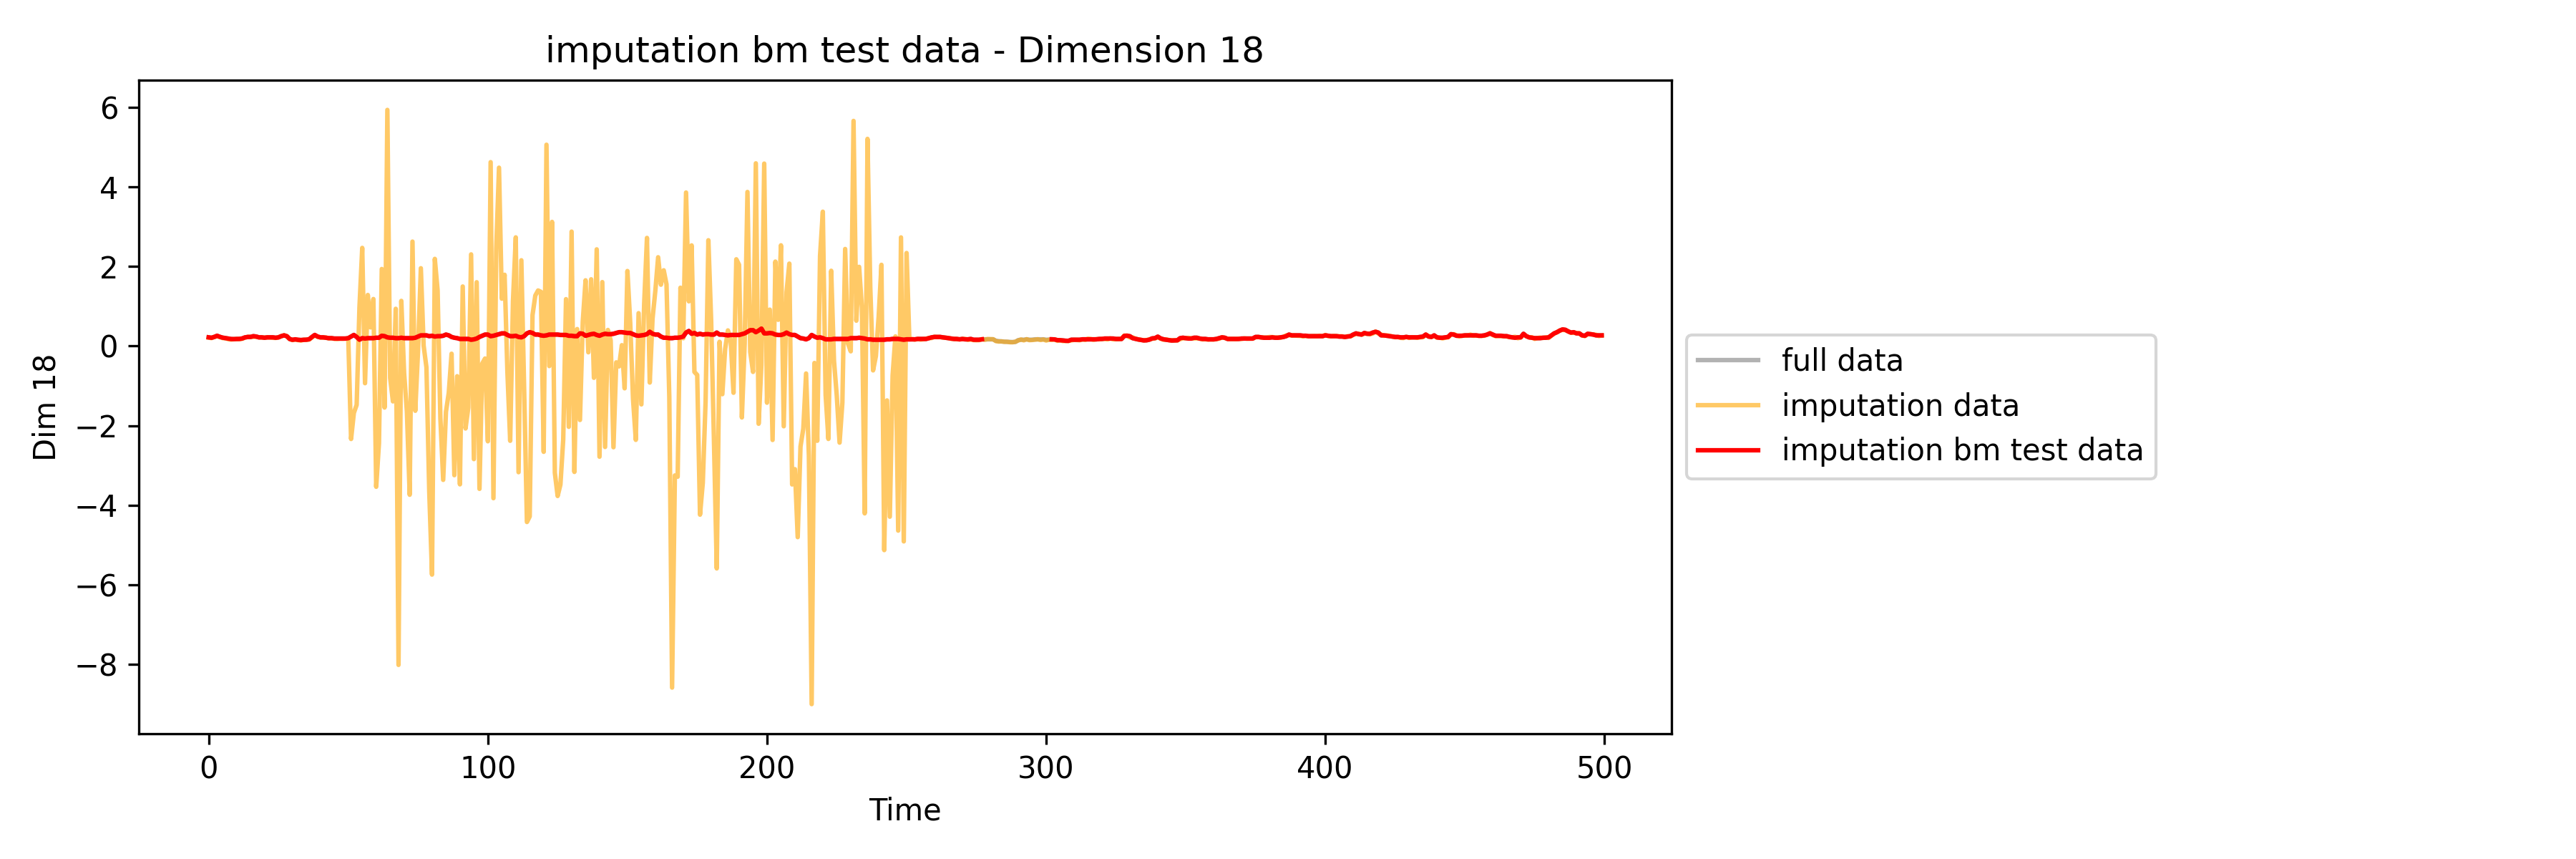 imputation bm test data - Dimension 18
6
4
2
0
−2
−4
−6
−8
Dim 18
0 100 200 300 400 500
Time
full data
imputation data
imputation bm test data